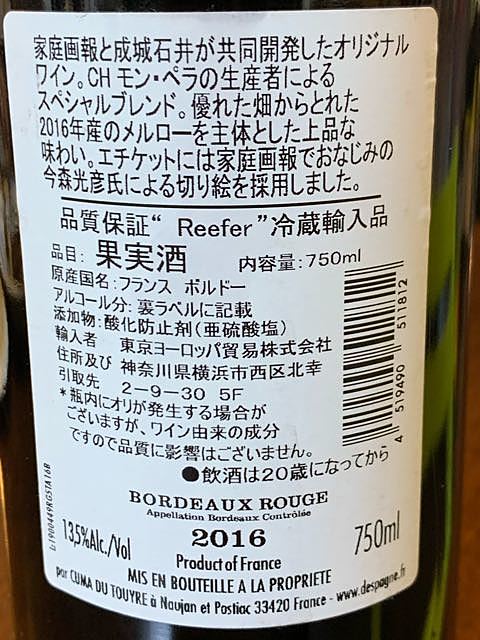 家庭画報と成城石井が共同開発したオリジナル
ワイン。CHモン・ペラの生産者による
スペシャルブレンド。優れた畑からとれた
2016年産のメルローを主体とした上品な
味わい。エチケットには家庭画報でおなじみの
今森光彦氏による切り絵を採用しました。
品質保証“ Reefer”冷蔵輸入品
品目: 果実酒 内容量:750ml
原産国名:フランス ボルドー
アルコール分:裏ラベルに記載
添加物:酸化防止剤(亜硫酸塩)
輸入者 東京ヨーロッパ貿易株式会社
住所及び 神奈川県横浜市西区北幸
引取先 2-9-30 5F
*瓶内にオリが発生する場合が
ございますが、ワイン由来の成分
ですので品質に影響はございません。
●飲酒は20歳になってから
4 519490 511812
L:1900449RGSTA16B
BORDEAUX ROUGE
Appellation Bordeaux Contrôlée
13,5%Alc./Vol 2016 750ml
Product of France
MIS EN BOUTEILLE A LA PROPRIETE
par CUMA DU TOUYRE à Naujan et Postiac 33420 France - www.despagne.fr